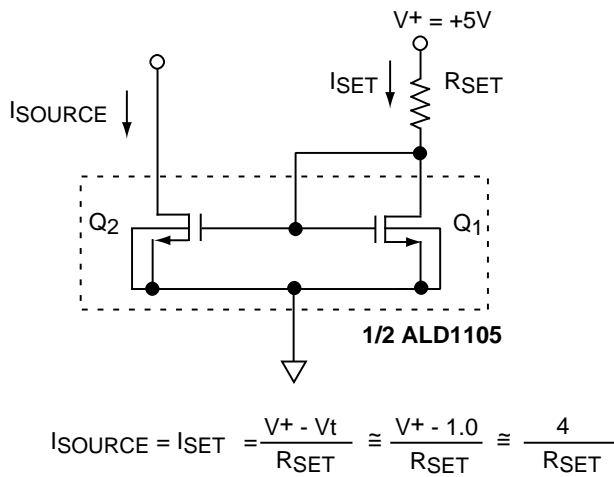 V+ = +5V
ISET
RSET
ISOURCE
Q2
Q1
1/2 ALD1105
ISOURCE = ISET = V+ - Vt / RSET ≅ V+ - 1.0 / RSET ≅ 4 / RSET